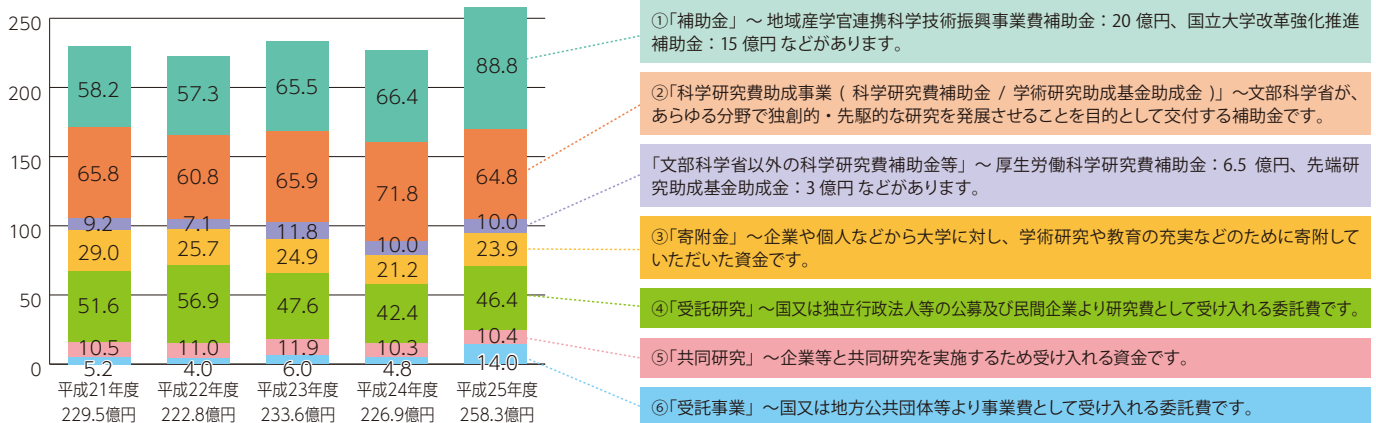 250
200
150
100
50
0
58.2
57.3
65.5
66.4
88.8
65.8
60.8
65.9
71.8
64.8
9.2
7.1
11.8
10.0
10.0
29.0
25.7
24.9
21.2
23.9
51.6
56.9
47.6
42.4
46.4
10.5
11.0
11.9
10.3
10.4
5.2
4.0
6.0
4.8
14.0
平成21年度
229.5億円
平成22年度
222.8億円
平成23年度
233.6億円
平成24年度
226.9億円
平成25年度
258.3億円
①「補助金」～ 地域産学官連携科学技術振興事業費補助金：20 億円、国立大学改革強化推進
補助金：15 億円 などがあります。
②「科学研究費助成事業 ( 科学研究費補助金 / 学術研究助成基金助成金 )」～文部科学省が、
あらゆる分野で独創的・先駆的な研究を発展させることを目的として交付する補助金です。
「文部科学省以外の科学研究費補助金等」～ 厚生労働科学研究費補助金：6.5 億円、先端研
究助成基金助成金：3 億円 などがあります。
③「寄附金」～企業や個人などから大学に対し、学術研究や教育の充実などのために寄附して
いただいた資金です。
④「受託研究」～国又は独立行政法人等の公募及び民間企業より研究費として受け入れる委託費です。
⑤「共同研究」～企業等と共同研究を実施するため受け入れる資金です。
⑥「受託事業」～国又は地方公共団体等より事業費として受け入れる委託費です。